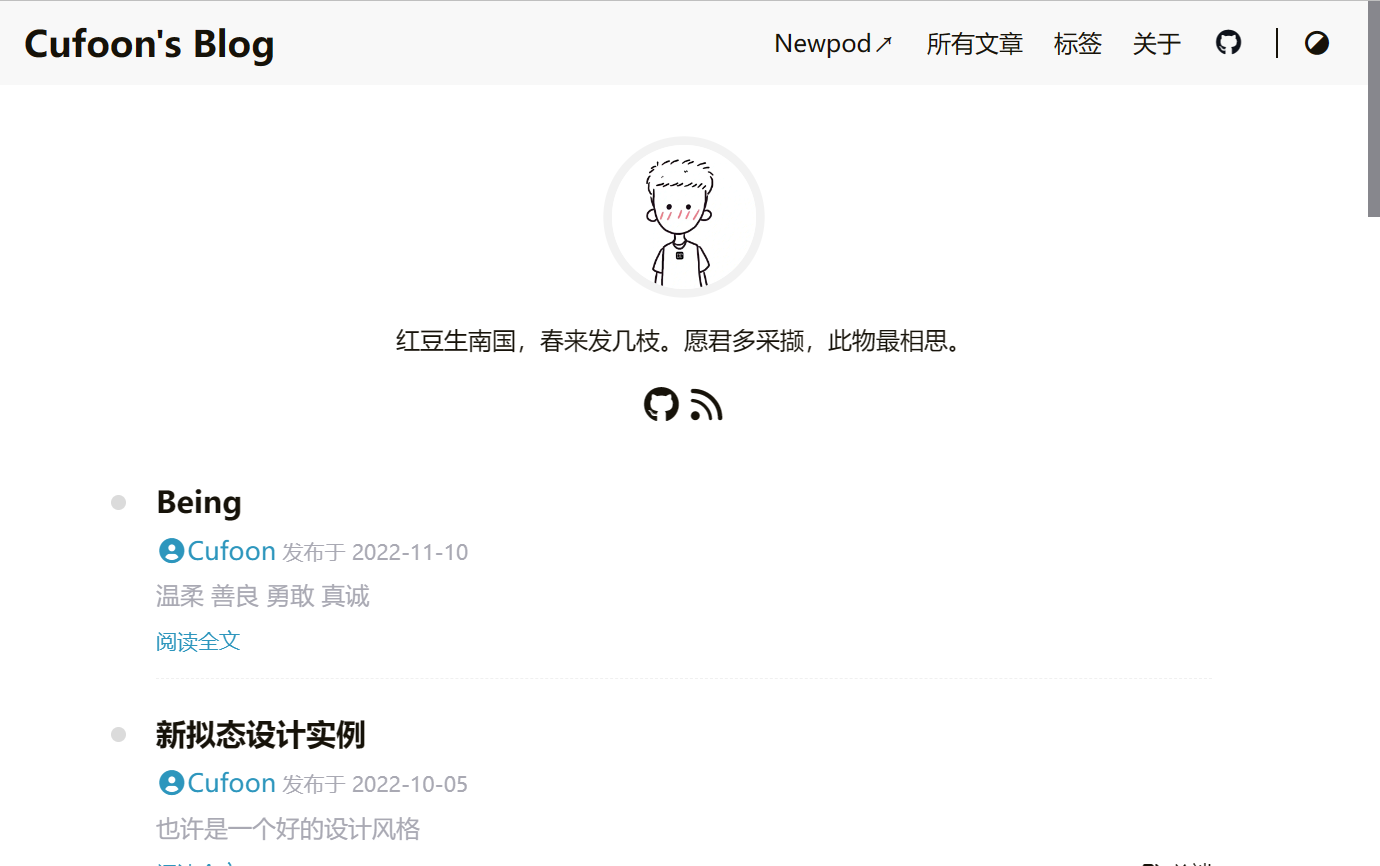 Cufoon's Blog
Newpod↗ 所有文章 标签 关于
红豆生南国，春来发几枝。愿君多采撷，此物最相思。
Being
Cufoon 发布于 2022-11-10
温柔 善良 勇敢 真诚
阅读全文
新拟态设计实例
Cufoon 发布于 2022-10-05
也许是一个好的设计风格